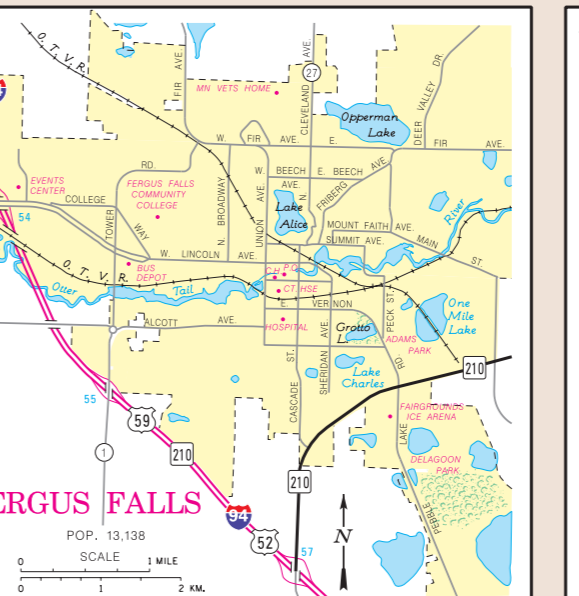 O. T. V. R.
FIR AVE.
MN VETS HOME
CLEVELAND AVE.
27
Opperman
Lake
DEER VALLEY DR.
W. FIR AVE. E. FIR AVE.
RD.
W. BEECH AVE. E. BEECH AVE
EVENTS
CENTER
54
COLLEGE WAY
TOWER
FERGUS FALLS
COMMUNITY
COLLEGE
N. BROADWAY
UNION AVE.
Lake
Alice
N.
FRIBERG AVE
MOUNT FAITH AVE.
SUMMIT AVE.
MAIN ST
River
W. LINCOLN AVE.
BUS
DEPOT
O. T. V. R.
Otter Tail
C.H. P.O.
CT. HSE
E. VERNON
HOSPITAL
ALCOTT AVE.
Grotto
L.
PECK ST.
ADAMS
PARK
One
Mile
Lake
CASCADE ST.
SHERIDAN AVE.
Lake
Charles
210
55
59
210
1
FAIRGROUNDS
ICE ARENA
PEBBLE LAKE RD.
DELAGOON
PARK
210
ERGUS FALLS
94
52
57
POP. 13,138
SCALE
0 1 MILE
0 1 2 KM.
N